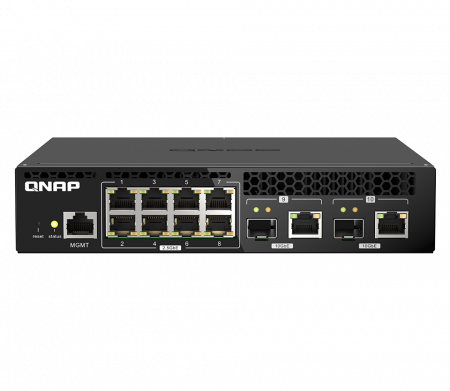 QNAP
1 3 5 7
9 10
reset status
MGMT
2 4 6 8
2.5GbE
10GbE 10GbE